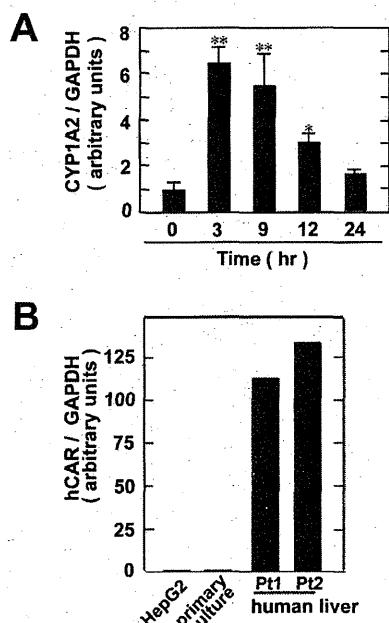 A
CYP1A2 / GAPDH
( arbitrary units )
8
6
4
2
0
**
**
*
0 3 9 12 24
Time ( hr )
B
hCAR / GAPDH
( arbitrary units )
125
100
75
50
25
0
HepG2
primary
ulture
Pt1 Pt2
human liver